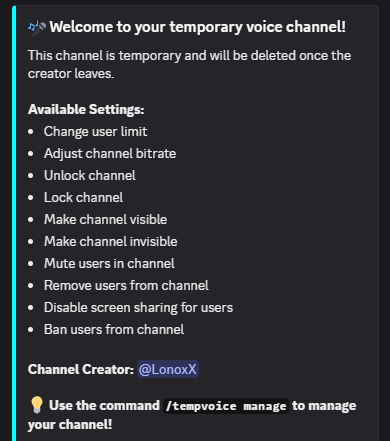 🎤 Welcome to your temporary voice channel!
This channel is temporary and will be deleted once the
creator leaves.
Available Settings:
• Change user limit
• Adjust channel bitrate
• Unlock channel
• Lock channel
• Make channel visible
• Make channel invisible
• Mute users in channel
• Remove users from channel
• Disable screen sharing for users
• Ban users from channel
Channel Creator: @LonoxX
💡 Use the command /tempvoice manage to manage
your channel!